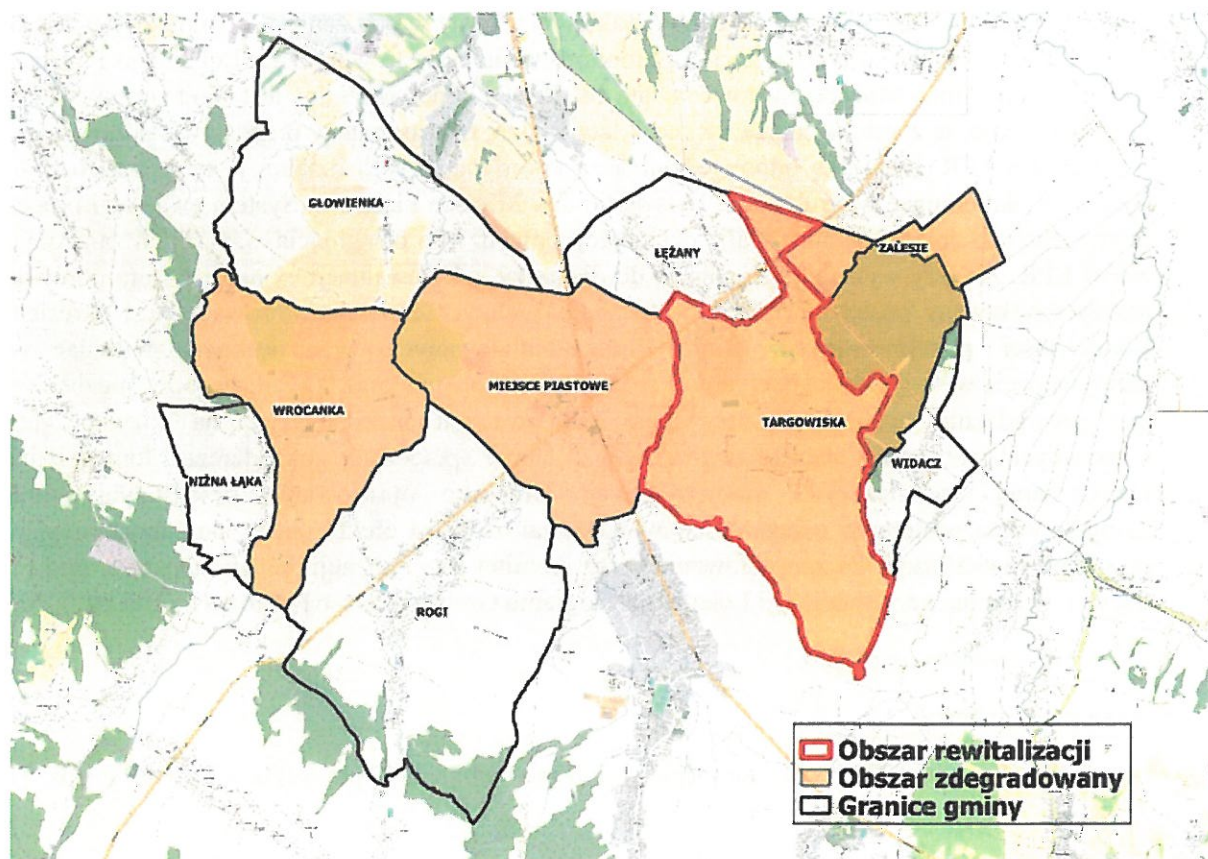 GŁOWIENKA
ŁĘŻANY
ZALESIE
MIEJSCE PIASTOWE
WROCANKA
TARGOWISKA
WIDACZ
NIŻNA ŁĄKA
ROGI
Obszar rewitalizacji
Obszar zdegradowany
Granice gminy